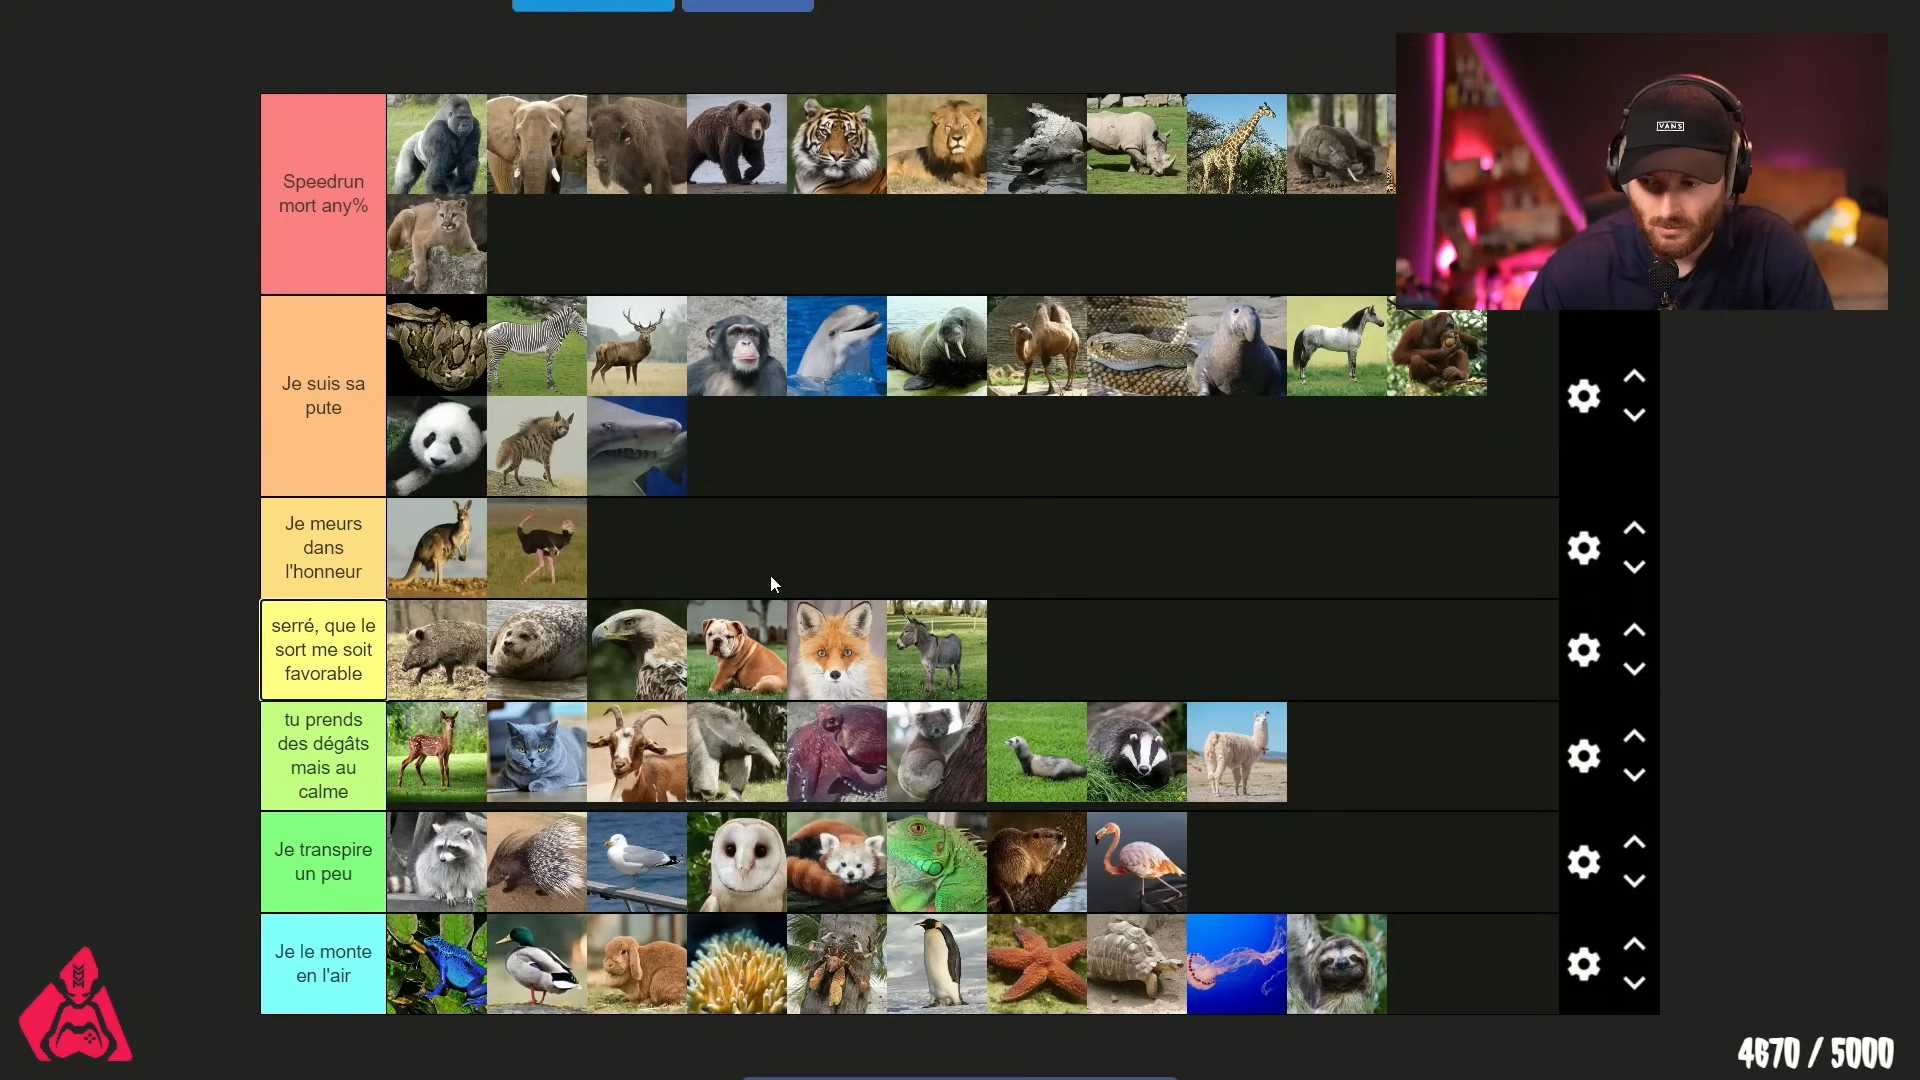 VANS
Speedrun
mort any%
Je suis sa
pute
Je meurs
dans
l'honneur
serré, que le
sort me soit
favorable
tu prends
des dégâts
mais au
calme
Je transpire
un peu
Je le monte
en l'air
4670 / 5000